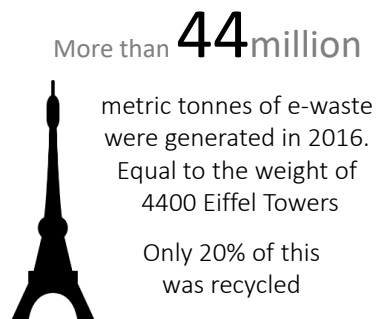 More than 44million
metric tonnes of e-waste
were generated in 2016.
Equal to the weight of
4400 Eiffel Towers
Only 20% of this
was recycled